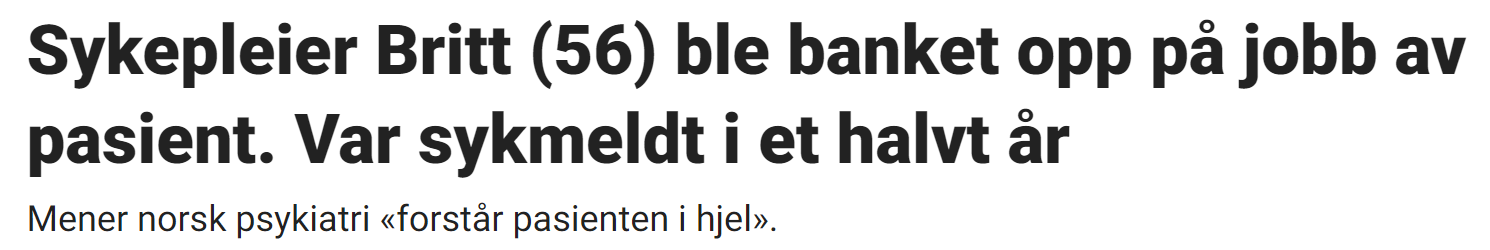 Sykepleier Britt (56) ble banket opp på jobb av
pasient. Var sykmeldt i et halvt år
Mener norsk psykiatri «forstår pasienten i hjel».